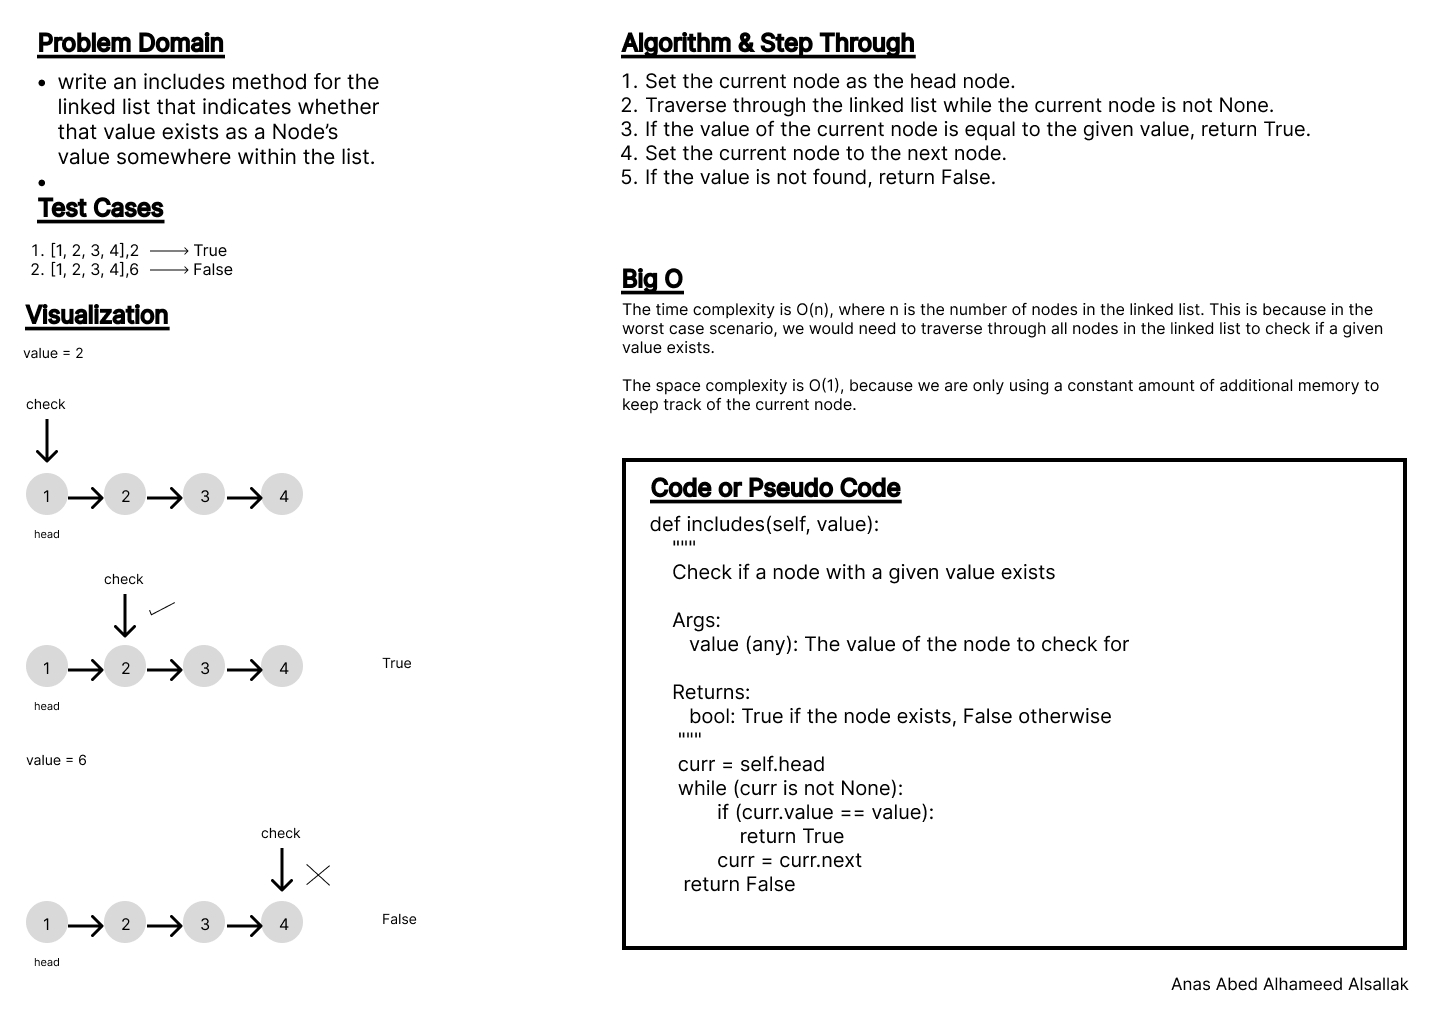 Problem Domain
• write an includes method for the
linked list that indicates whether
that value exists as a Node’s
value somewhere within the list.
•
Test Cases
1. [1, 2, 3, 4],2 ⟶ True
2. [1, 2, 3, 4],6 ⟶ False
Visualization
value = 2
check
1 2 3 4
head
check
1 2 3 4
True
head
value = 6
check
1 2 3 4
False
head
Algorithm & Step Through
1. Set the current node as the head node.
2. Traverse through the linked list while the current node is not None.
3. If the value of the current node is equal to the given value, return True.
4. Set the current node to the next node.
5. If the value is not found, return False.
Big O
The time complexity is O(n), where n is the number of nodes in the linked list. This is because in the
worst case scenario, we would need to traverse through all nodes in the linked list to check if a given
value exists.
The space complexity is O(1), because we are only using a constant amount of additional memory to
keep track of the current node.
Code or Pseudo Code
def includes(self, value):
"""
Check if a node with a given value exists
Args:
value (any): The value of the node to check for
Returns:
bool: True if the node exists, False otherwise
"""
curr = self.head
while (curr is not None):
if (curr.value == value):
return True
curr = curr.next
return False
Anas Abed Alhameed Alsallak